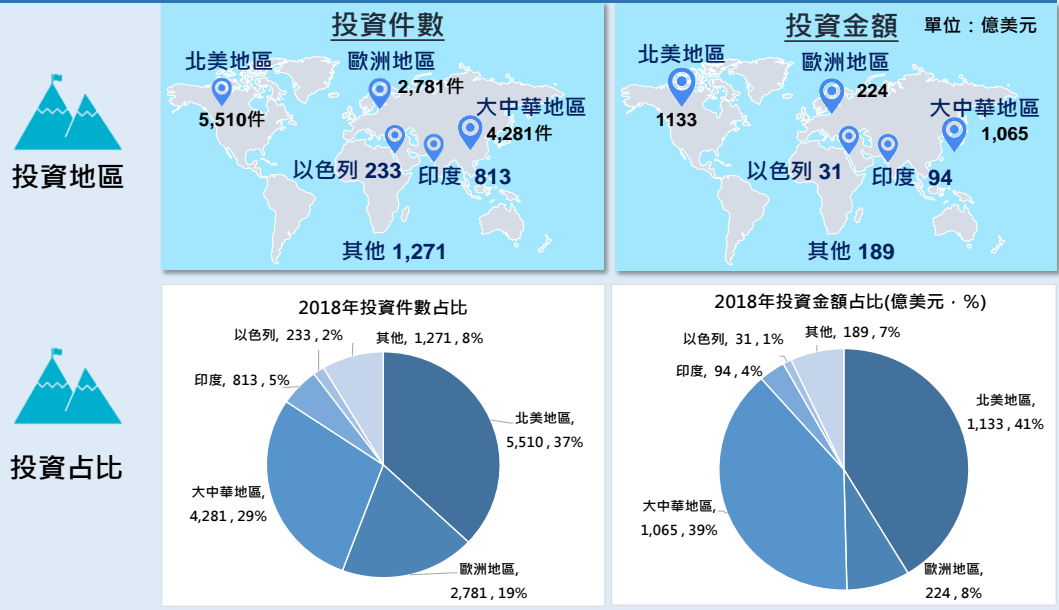 投資地區
投資件數
北美地區
5,510件
歐洲地區
2,781件
大中華地區
4,281件
以色列 233
印度 813
其他 1,271
投資金額
單位：億美元
北美地區
1133
歐洲地區
224
大中華地區
1,065
以色列 31
印度 94
其他 189
投資占比
2018年投資件數占比
以色列, 233 , 2%
其他, 1,271 , 8%
印度, 813 , 5%
北美地區,
5,510 , 37%
大中華地區,
4,281 , 29%
歐洲地區,
2,781 , 19%
2018年投資金額占比(億美元，%)
以色列, 31 , 1%
其他, 189 , 7%
印度, 94 , 4%
北美地區,
1,133 , 41%
大中華地區,
1,065 , 39%
歐洲地區,
224 , 8%